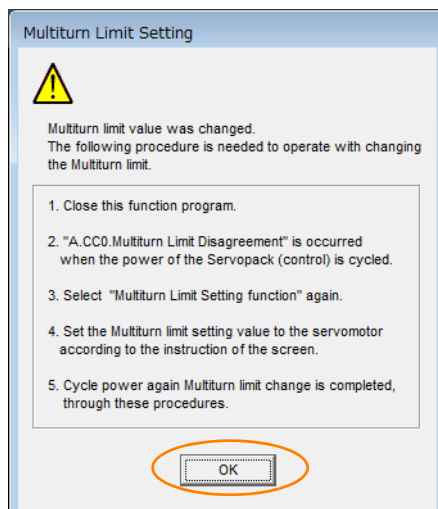 Multiturn Limit Setting
Multiturn limit value was changed.
The following procedure is needed to operate with changing
the Multiturn limit.
1. Close this function program.
2. "A.CC0.Multiturn Limit Disagreement" is occurred
when the power of the Servopack (control) is cycled.
3. Select "Multiturn Limit Setting function" again.
4. Set the Multiturn limit setting value to the servomotor
according to the instruction of the screen.
5. Cycle power again Multiturn limit change is completed,
through these procedures.
OK